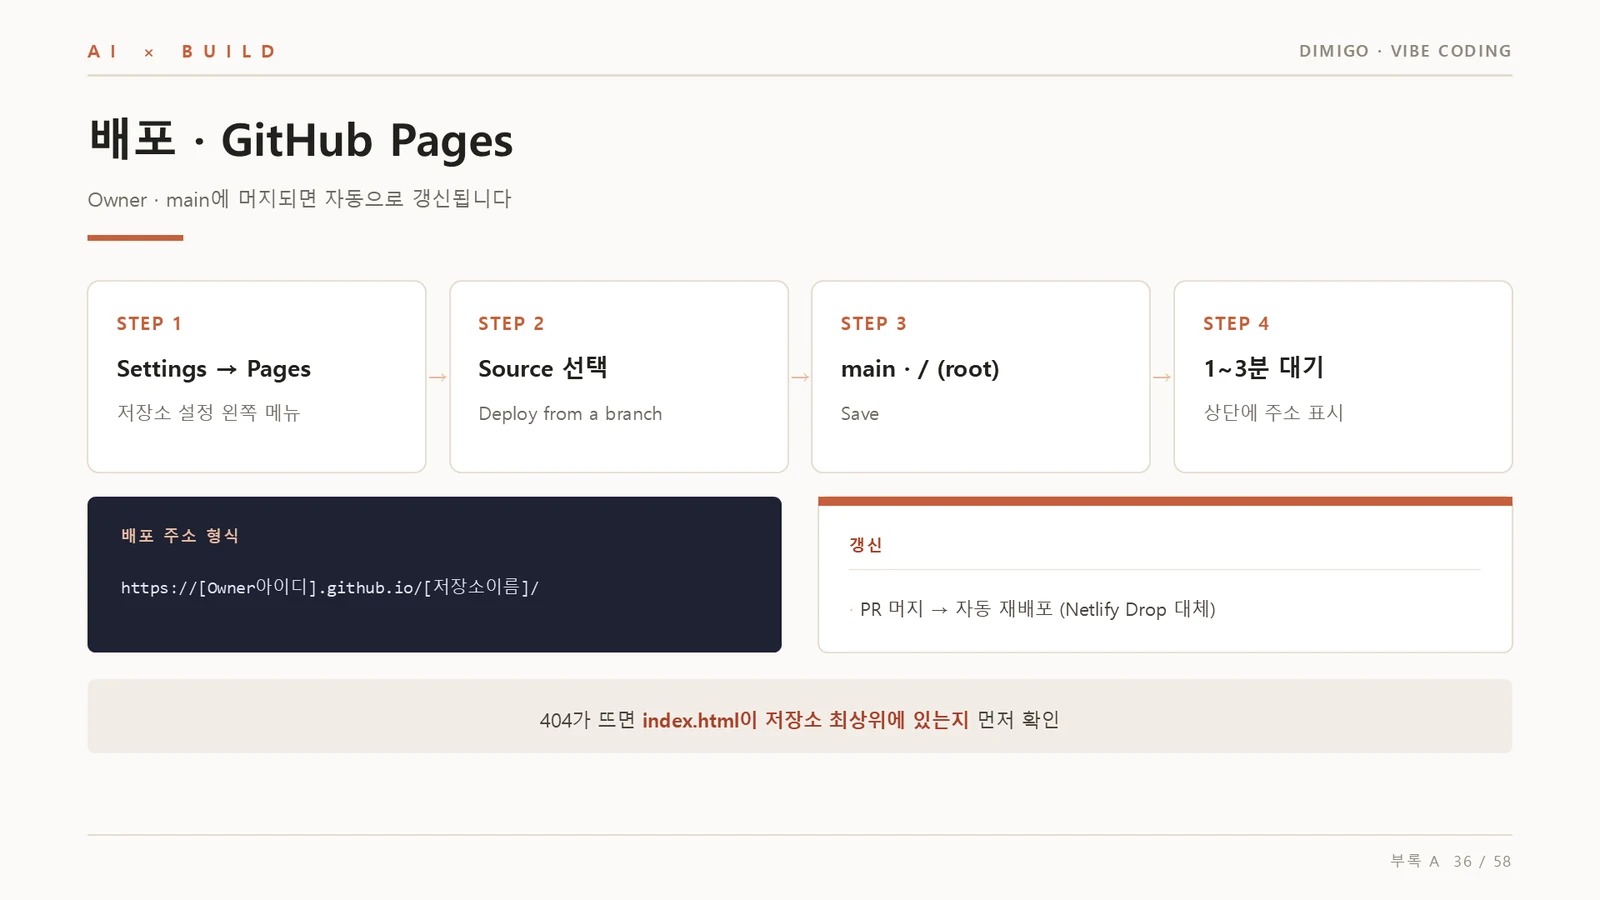 AI × BUILD
DIMIGO · VIBE CODING
배포 · GitHub Pages
Owner · main에 머지되면 자동으로 갱신됩니다
STEP 1
Settings → Pages
저장소 설정 왼쪽 메뉴
→
STEP 2
Source 선택
Deploy from a branch
→
STEP 3
main · / (root)
Save
→
STEP 4
1~3분 대기
상단에 주소 표시
배포 주소 형식
https://[Owner아이디].github.io/[저장소이름]/
갱신
· PR 머지 → 자동 재배포 (Netlify Drop 대체)
404가 뜨면 index.html이 저장소 최상위에 있는지 먼저 확인
부록 A 36 / 58